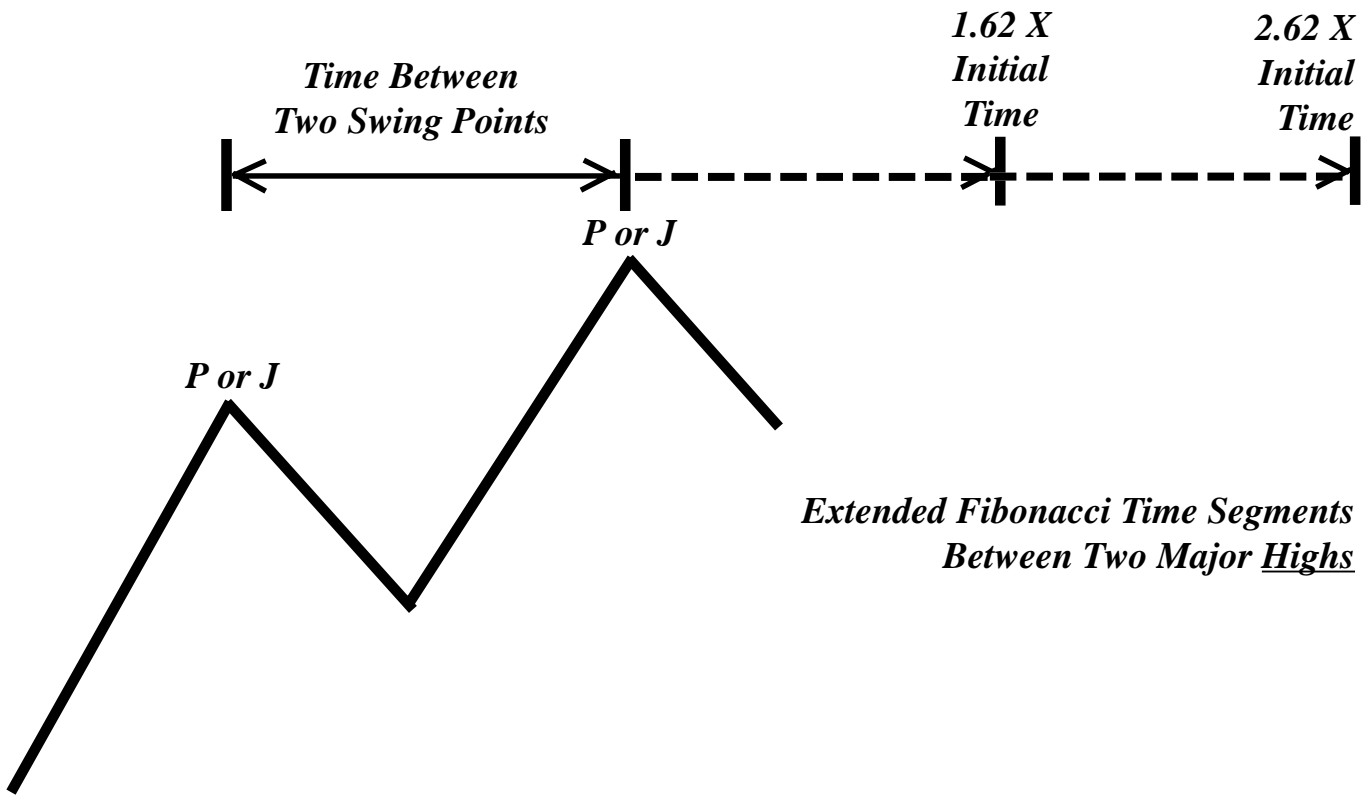 Time Between
Two Swing Points
1.62 X
Initial
Time
2.62 X
Initial
Time
P or J
P or J
Extended Fibonacci Time Segments
Between Two Major Highs